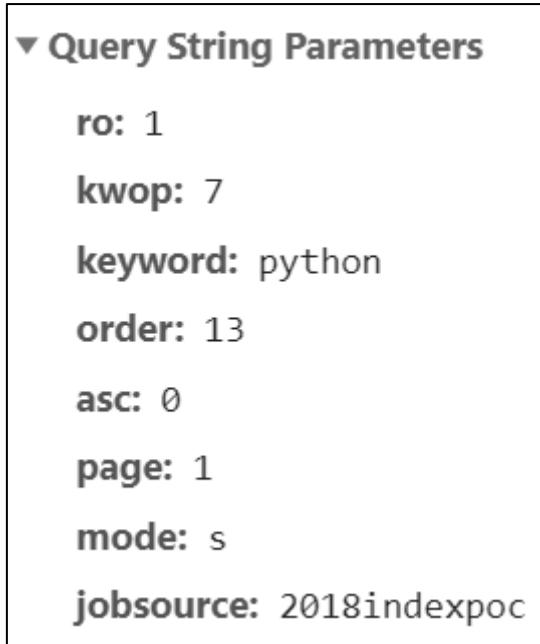 ▼ Query String Parameters
ro: 1
kwop: 7
keyword: python
order: 13
asc: 0
page: 1
mode: s
jobsource: 2018indexpoc